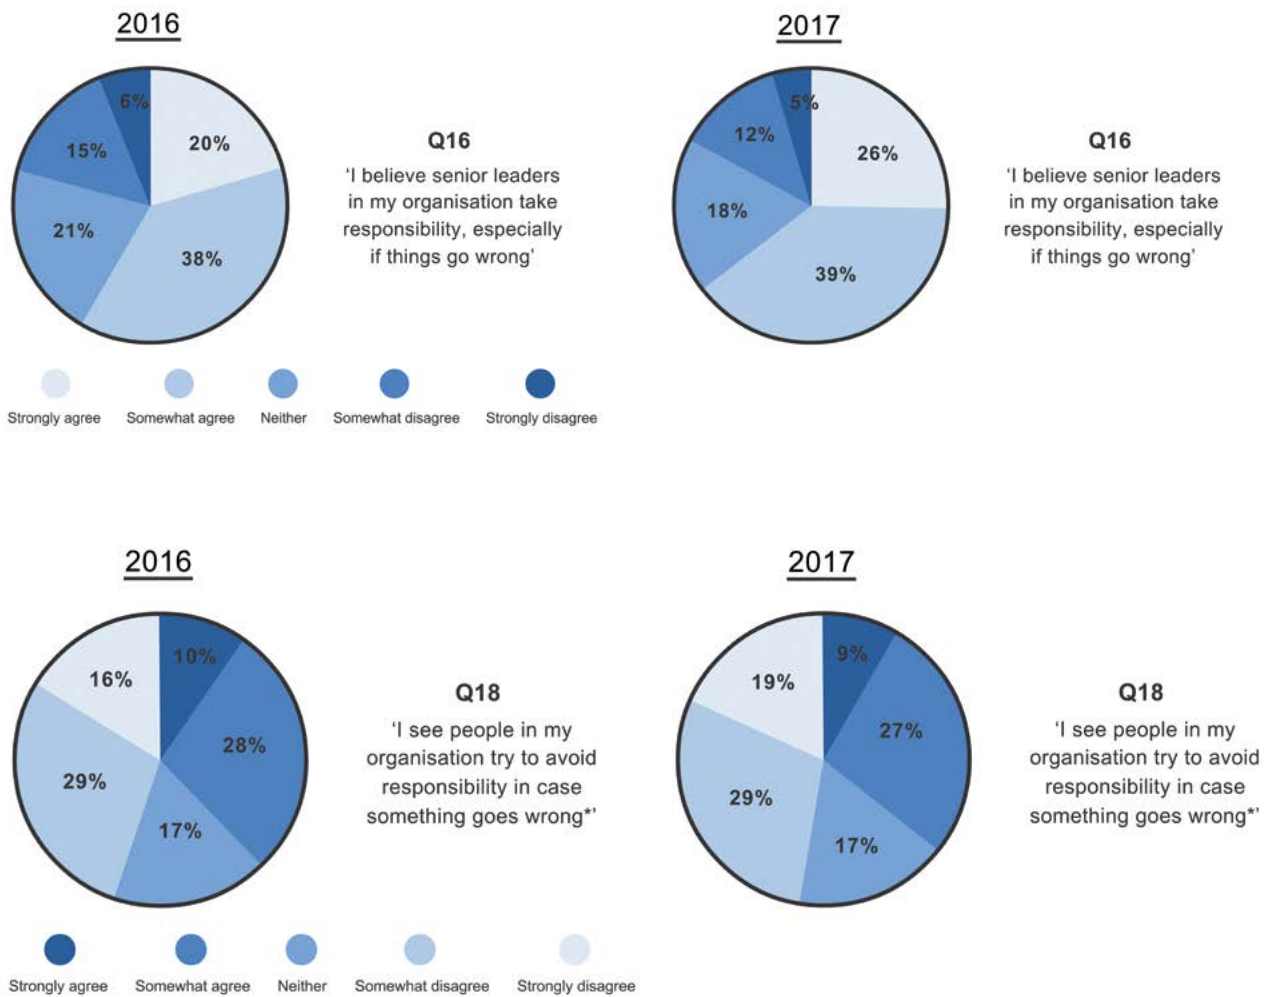 2016
2017
6%
20%
15%
21%
38%
Q16
'I believe senior leaders
in my organisation take
responsibility, especially
if things go wrong'
5%
26%
12%
18%
39%
Q16
'I believe senior leaders
in my organisation take
responsibility, especially
if things go wrong'
Strongly agree
Somewhat agree
Neither
Somewhat disagree
Strongly disagree
2016
2017
10%
16%
28%
29%
17%
Q18
'I see people in my
organisation try to avoid
responsibility in case
something goes wrong*'
9%
19%
27%
29%
17%
Q18
'I see people in my
organisation try to avoid
responsibility in case
something goes wrong*'
Strongly agree
Somewhat agree
Neither
Somewhat disagree
Strongly disagree